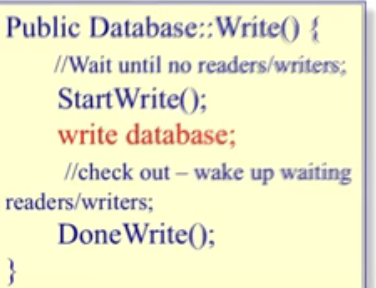 Public Database::Write() {
//Wait until no readers/writers;
StartWrite();
write database;
//check out – wake up waiting
readers/writers;
DoneWrite();
}